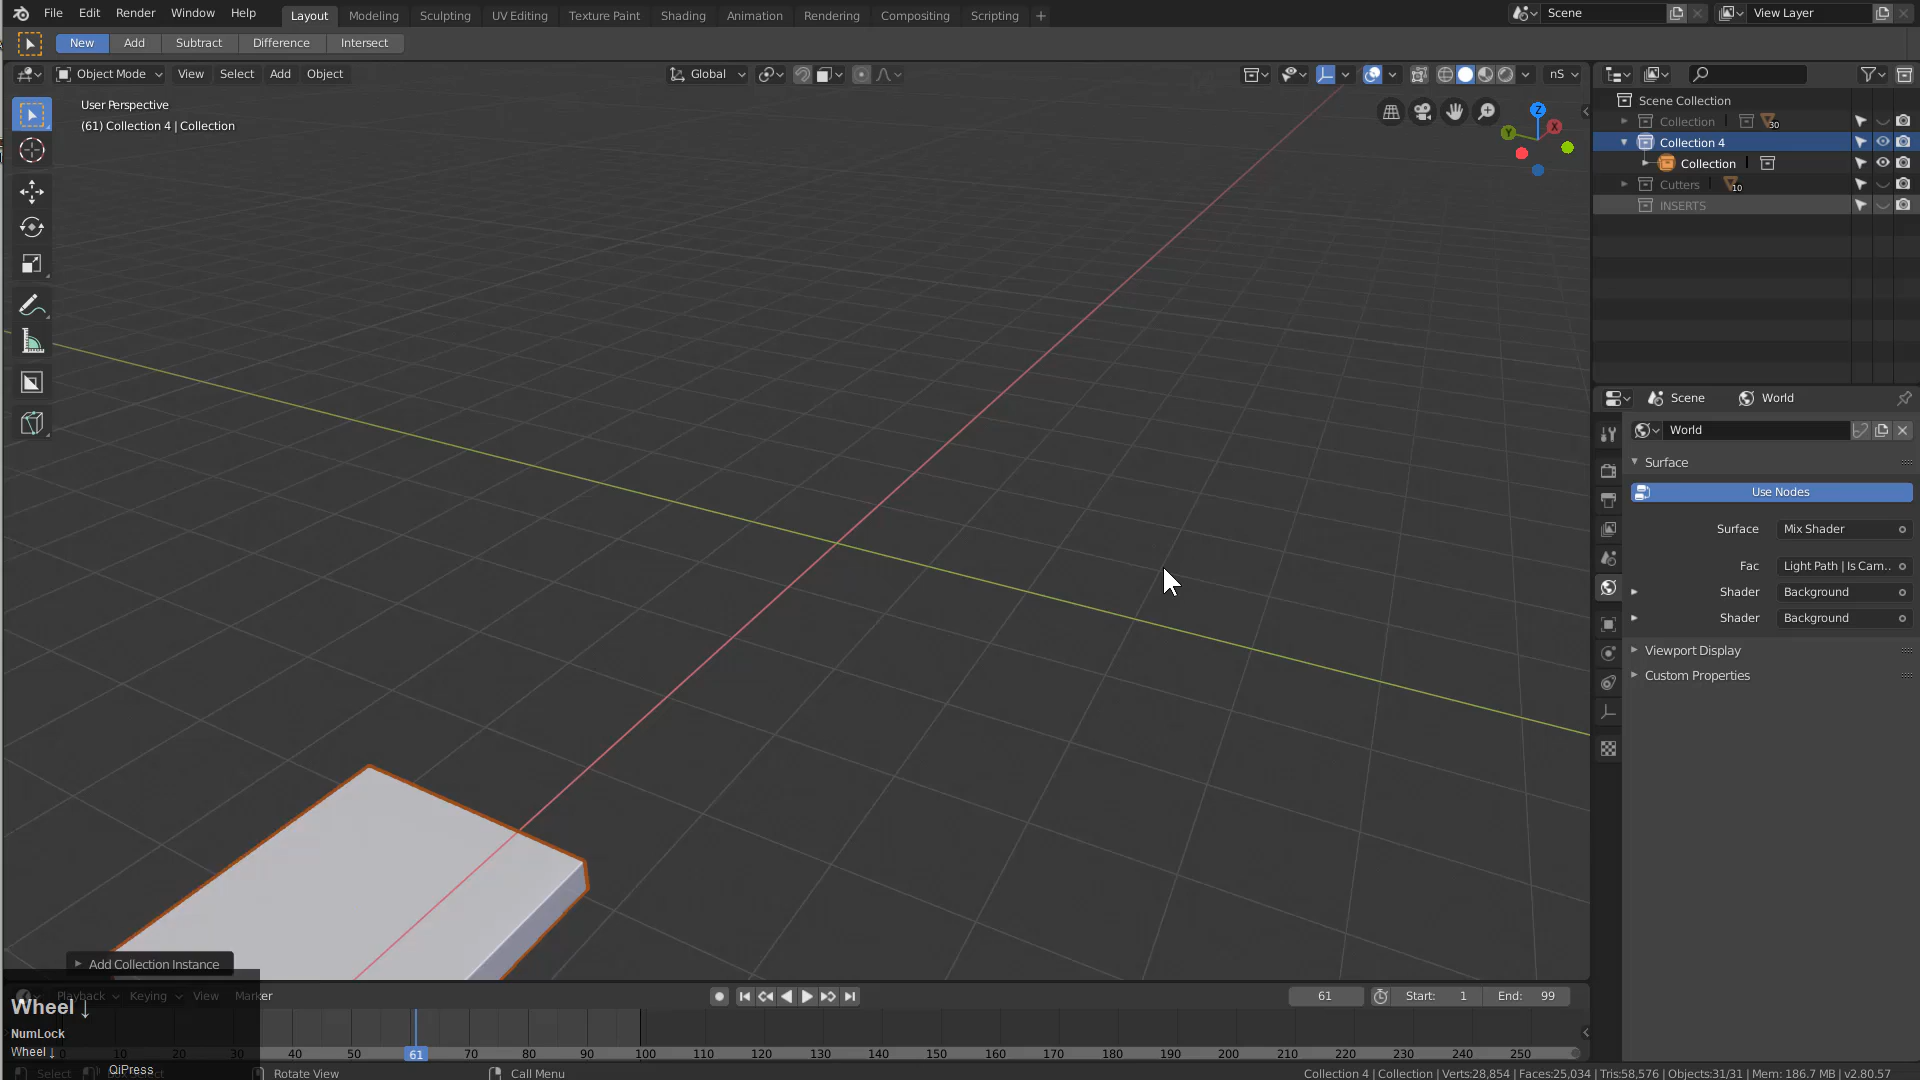 File Edit Render Window Help
Layout Modeling Sculpting UV Editing Texture Paint Shading Animation Rendering Compositing Scripting +
Scene
View Layer
New Add Subtract Difference Intersect
Object Mode View Select Add Object
Global
nS
User Perspective
(61) Collection 4 | Collection
Z
Y
X
Scene Collection
Collection 30
Collection 4
Collection
Cutters 10
INSERTS
Scene World
World
Surface
Use Nodes
Surface Mix Shader
Fac Light Path | Is Cam..
Shader Background
Shader Background
Viewport Display
Custom Properties
Add Collection Instance
Playback Keying View Marker
61 Start: 1 End: 99
Wheel ↓
NumLock
Wheel ↓
QiPress
0 10 20 30 40 50 61 70 80 90 100 110 120 130 140 150 160 170 180 190 200 210 220 230 240 250
Select
Rotate View
Call Menu
Collection 4 | Collection | Verts:28,854 | Faces:25,034 | Tris:58,576 | Objects:31/31 | Mem: 186.7 MB | v2.80.57